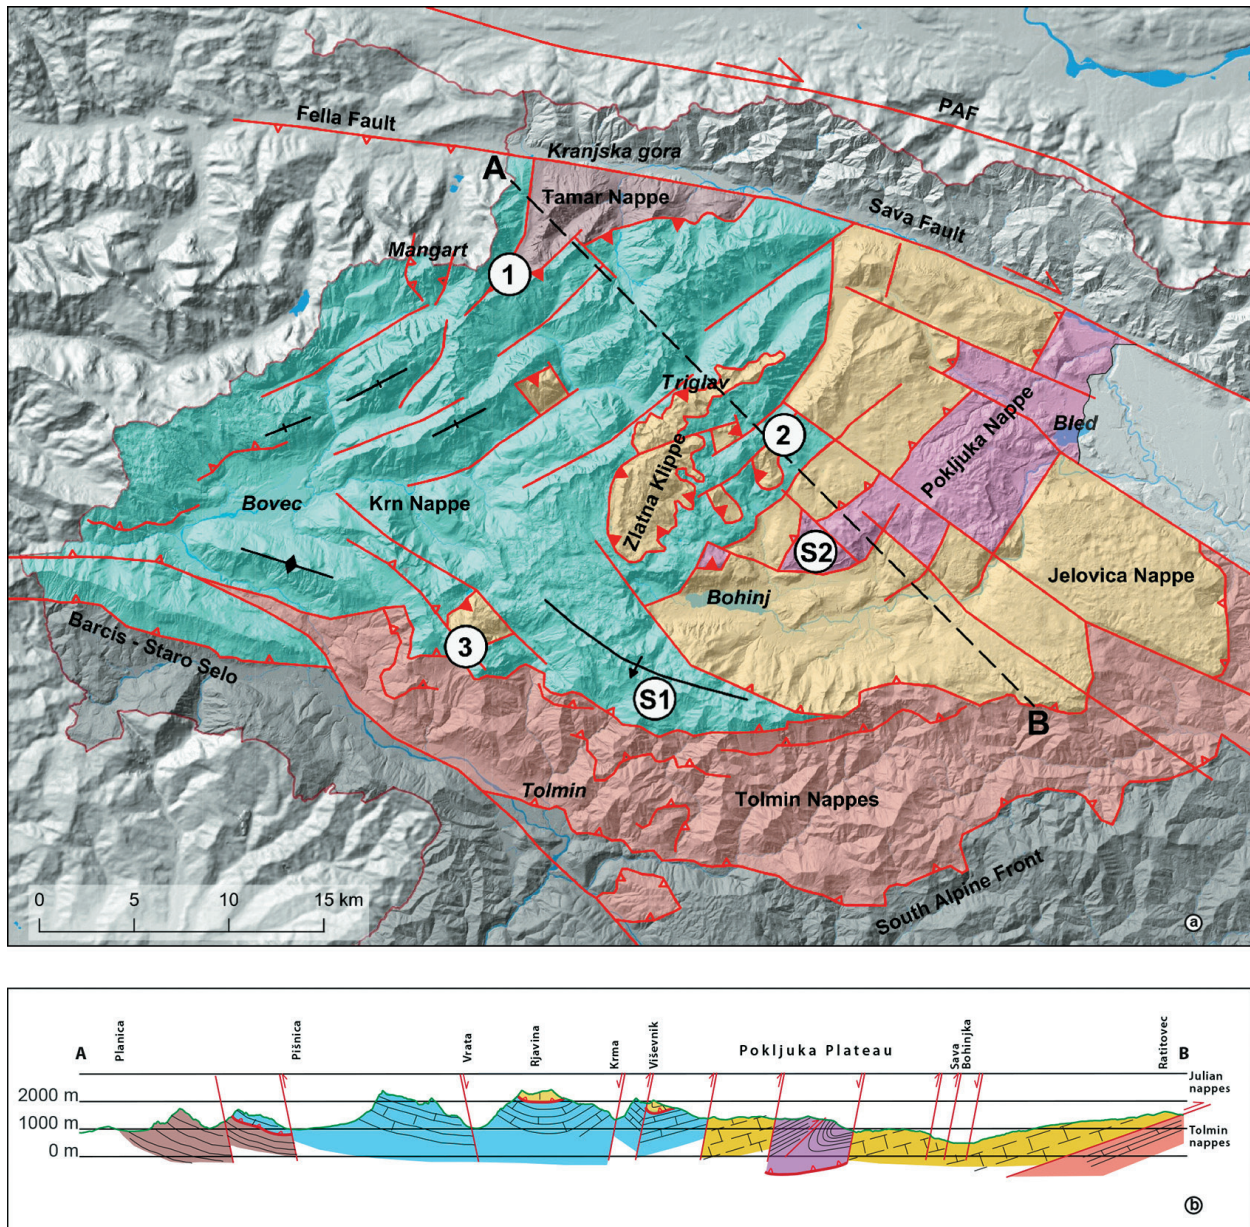 PAF
Fella Fault
Kranjska gora
A
Tamar Nappe
Sava Fault
Mangart
1
Triglav
2
Pokljuka Nappe
Bled
Zlatna Klippe
Bovec
Krn Nappe
S2
Jelovica Nappe
Bohinj
Barcis - Staro Selo
3
S1
B
Tolmin
Tolmin Nappes
South Alpine Front
0 5 10 15 km
a
A
Planica
Pišnica
Vrata
Rjavina
Krma
Viševnik
Pokljuka Plateau
Sava
Bohinjka
Ratitovec
B
2000 m
1000 m
0 m
Julian
nappes
Tolmin
nappes
b